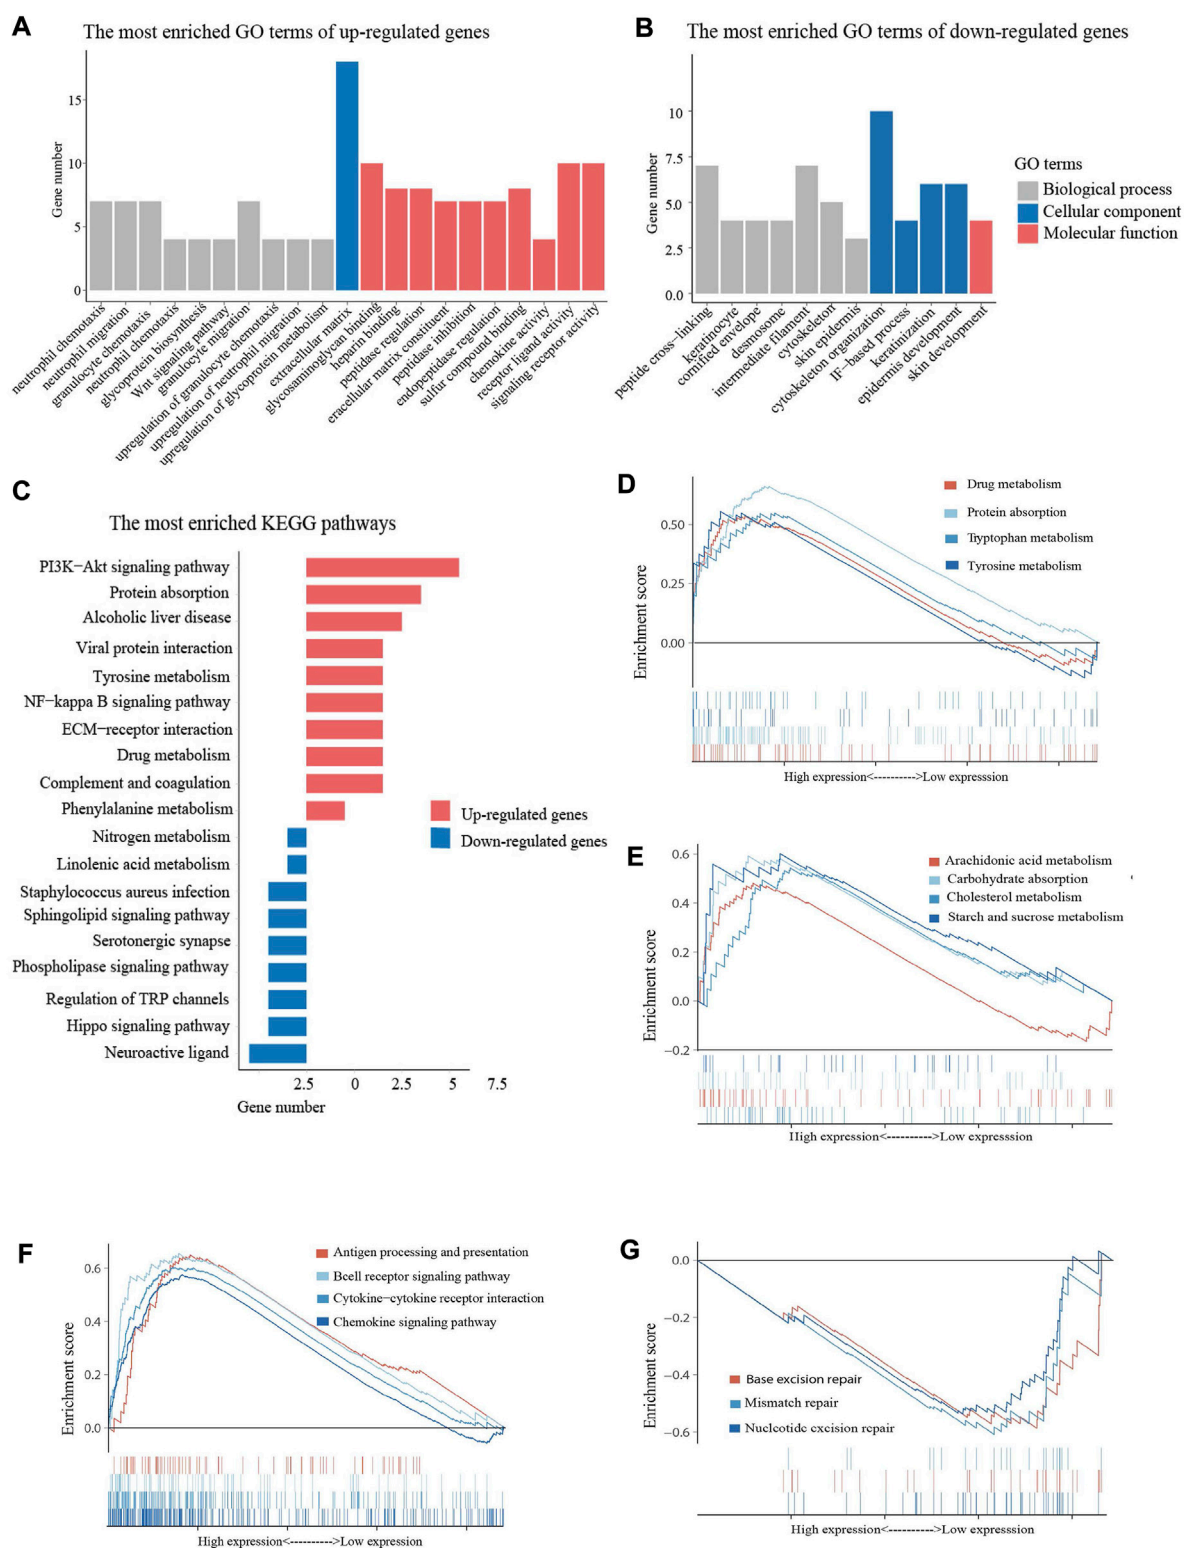 A
The most enriched GO terms of up-regulated genes
Gene number
15
10
5
0
neutrophil chemotaxis
neutrophil migration
granulocyte chemotaxis
neutrophil chemotaxis
glycoprotein biosynthesis
Wnt signaling pathway
granulocyte migration
upregulation of granulocyte chemotaxis
upregulation of neutrophil migration
upregulation of glycoprotein metabolism
extracellular matrix
glycosaminoglycan binding
heparin binding
peptidase regulation
eracellular matrix constituent
peptidase inhibition
endopeptidase regulation
sulfur compound binding
chemokine activity
receptor ligand activity
signaling receptor activity
B
The most enriched GO terms of down-regulated genes
Gene number
10
7.5
5.0
2.5
0.0
peptide cross-linking
keratinocyte
cornified envelope
desmosome
intermediate filament
cytoskeleton
skin epidermis
cytoskeleton organization
IF-based process
keratinization
epidermis development
skin development
GO terms
Biological process
Cellular component
Molecular function
C
The most enriched KEGG pathways
PI3K−Akt signaling pathway
Protein absorption
Alcoholic liver disease
Viral protein interaction
Tyrosine metabolism
NF−kappa B signaling pathway
ECM−receptor interaction
Drug metabolism
Complement and coagulation
Phenylalanine metabolism
Nitrogen metabolism
Linolenic acid metabolism
Staphylococcus aureus infection
Sphingolipid signaling pathway
Serotonergic synapse
Phospholipase signaling pathway
Regulation of TRP channels
Hippo signaling pathway
Neuroactive ligand
2.5 0 2.5 5 7.5
Gene number
Up-regulated genes
Down-regulated genes
D
Enrichment score
0.50
0.25
0.00
Drug metabolism
Protein absorption
Tryptophan metabolism
Tyrosine metabolism
High expression<---------->Low expresssion
E
Enrichment score
0.6
0.4
0.2
0.0
−0.2
Arachidonic acid metabolism
Carbohydrate absorption
Cholesterol metabolism
Starch and sucrose metabolism
High expression<---------->Low expresssion
F
Enrichment score
0.6
0.4
0.2
0.0
Antigen processing and presentation
Bcell receptor signaling pathway
Cytokine−cytokine receptor interaction
Chemokine signaling pathway
High expression<---------->Low expression
G
Enrichment score
0.0
−0.2
−0.4
−0.6
Base excision repair
Mismatch repair
Nucleotide excision repair
High expression<---------->Low expresssion